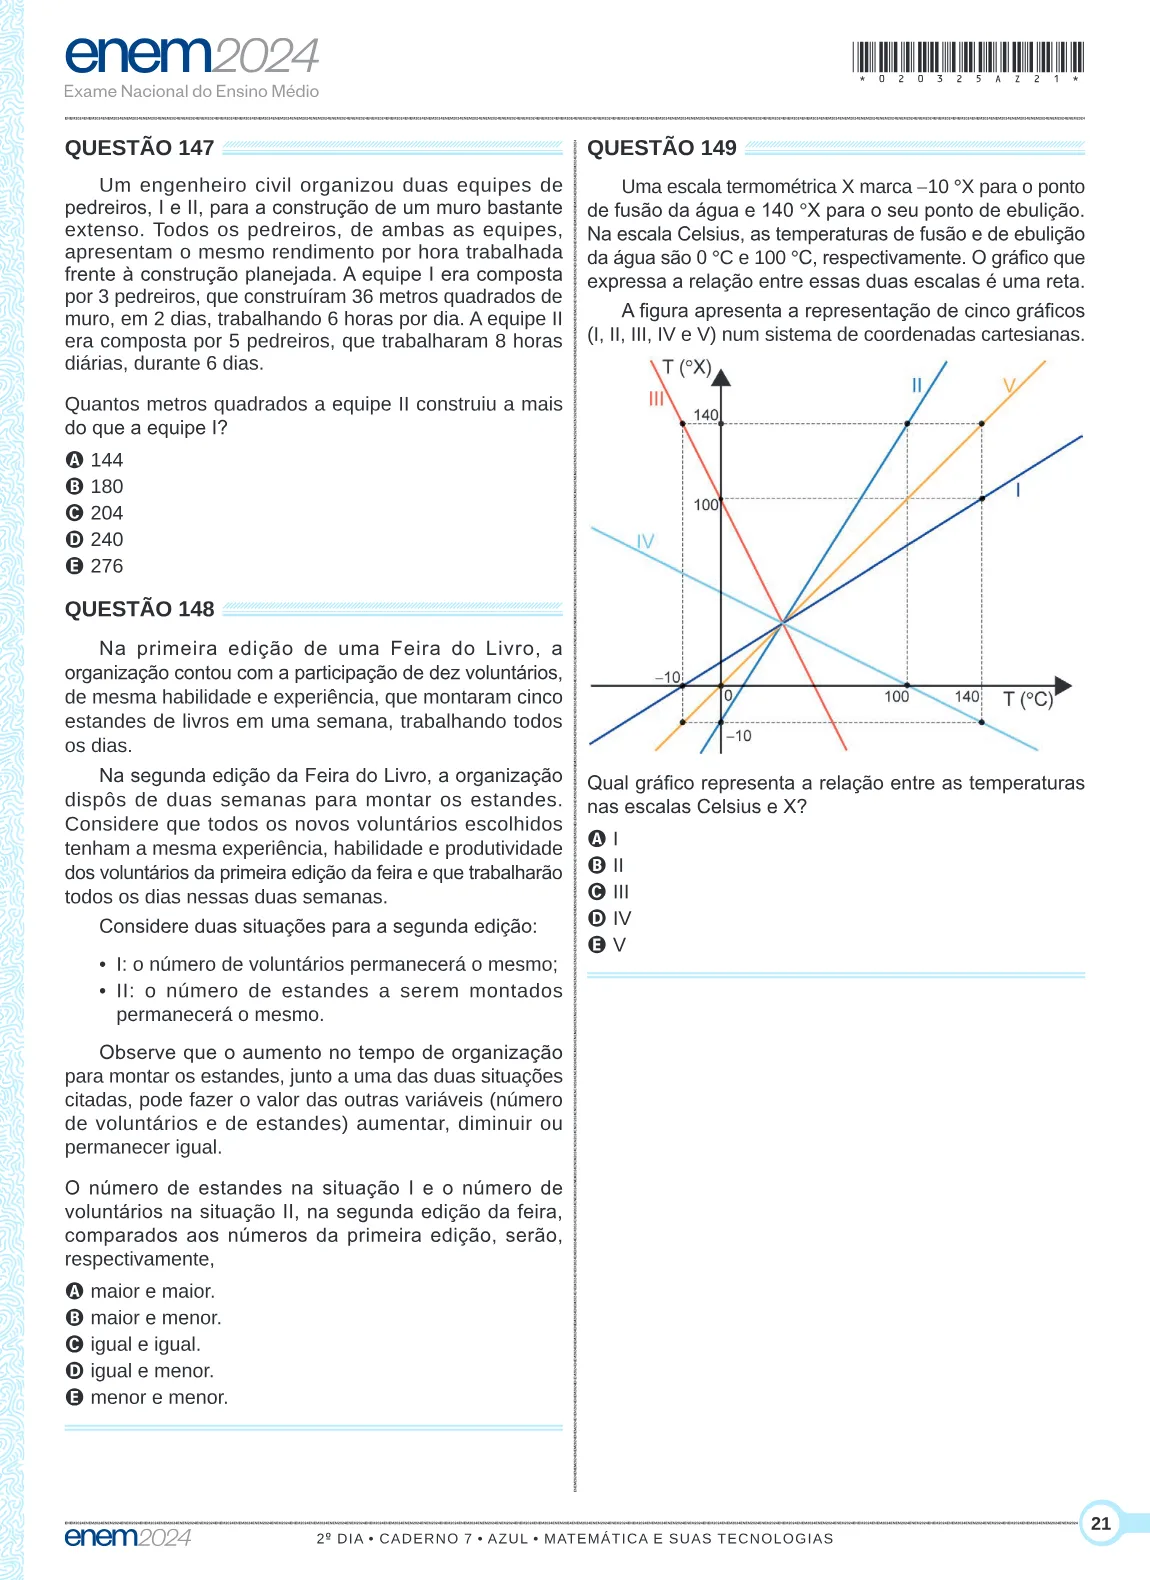 enem2024
Exame Nacional do Ensino Médio
*020325AZ21*
QUESTÃO 147
Um engenheiro civil organizou duas equipes de
pedreiros, I e II, para a construção de um muro bastante
extenso. Todos os pedreiros, de ambas as equipes,
apresentam o mesmo rendimento por hora trabalhada
frente à construção planejada. A equipe I era composta
por 3 pedreiros, que construíram 36 metros quadrados de
muro, em 2 dias, trabalhando 6 horas por dia. A equipe II
era composta por 5 pedreiros, que trabalharam 8 horas
diárias, durante 6 dias.
Quantos metros quadrados a equipe II construiu a mais
do que a equipe I?
A 144
B 180
C 204
D 240
E 276
QUESTÃO 148
Na primeira edição de uma Feira do Livro, a
organização contou com a participação de dez voluntários,
de mesma habilidade e experiência, que montaram cinco
estandes de livros em uma semana, trabalhando todos
os dias.
Na segunda edição da Feira do Livro, a organização
dispôs de duas semanas para montar os estandes.
Considere que todos os novos voluntários escolhidos
tenham a mesma experiência, habilidade e produtividade
dos voluntários da primeira edição da feira e que trabalharão
todos os dias nessas duas semanas.
Considere duas situações para a segunda edição:
• I: o número de voluntários permanecerá o mesmo;
• II: o número de estandes a serem montados
permanecerá o mesmo.
Observe que o aumento no tempo de organização
para montar os estandes, junto a uma das duas situações
citadas, pode fazer o valor das outras variáveis (número
de voluntários e de estandes) aumentar, diminuir ou
permanecer igual.
O número de estandes na situação I e o número de
voluntários na situação II, na segunda edição da feira,
comparados aos números da primeira edição, serão,
respectivamente,
A maior e maior.
B maior e menor.
C igual e igual.
D igual e menor.
E menor e menor.
QUESTÃO 149
Uma escala termométrica X marca –10 °X para o ponto
de fusão da água e 140 °X para o seu ponto de ebulição.
Na escala Celsius, as temperaturas de fusão e de ebulição
da água são 0 °C e 100 °C, respectivamente. O gráfico que
expressa a relação entre essas duas escalas é uma reta.
A figura apresenta a representação de cinco gráficos
(I, II, III, IV e V) num sistema de coordenadas cartesianas.
T (°X)
II
V
III
140
I
100
IV
–10
0
100
140
T (°C)
–10
Qual gráfico representa a relação entre as temperaturas
nas escalas Celsius e X?
A I
B II
C III
D IV
E V
enem2024
2º DIA • CADERNO 7 • AZUL • MATEMÁTICA E SUAS TECNOLOGIAS
21